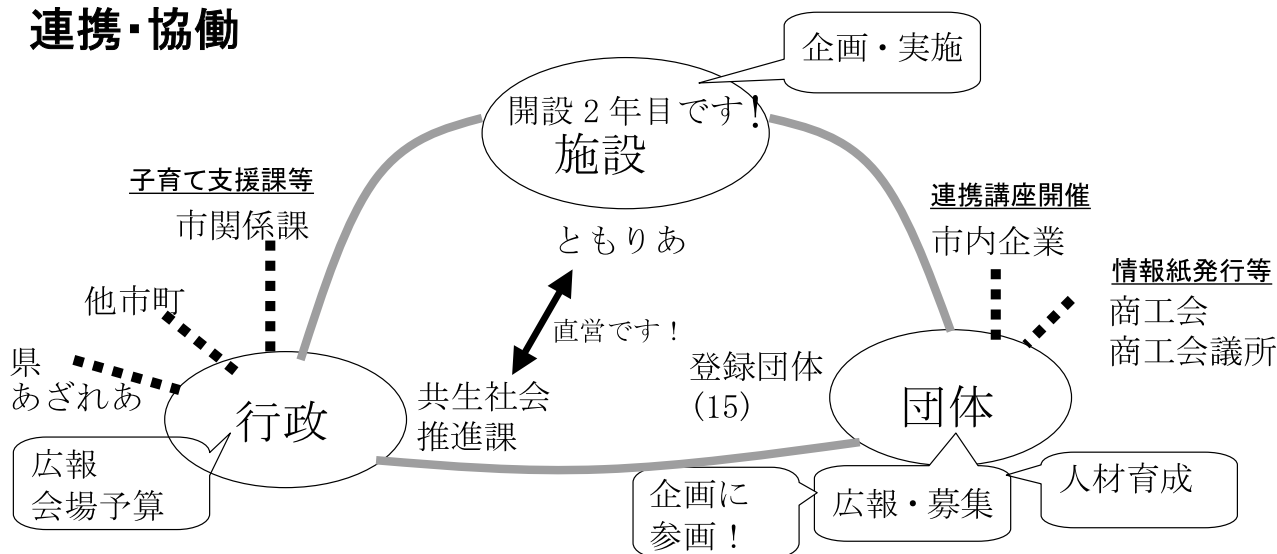 連携・協働
企画・実施
開設２年目です！
施設
子育て支援課等
市関係課
ともりあ
連携講座開催
市内企業
情報紙発行等
商工会
商工会議所
他市町
直営です！
県
あざれあ
行政
共生社会
推進課
登録団体
(15)
団体
広報
会場予算
企画に
参画！
広報・募集
人材育成